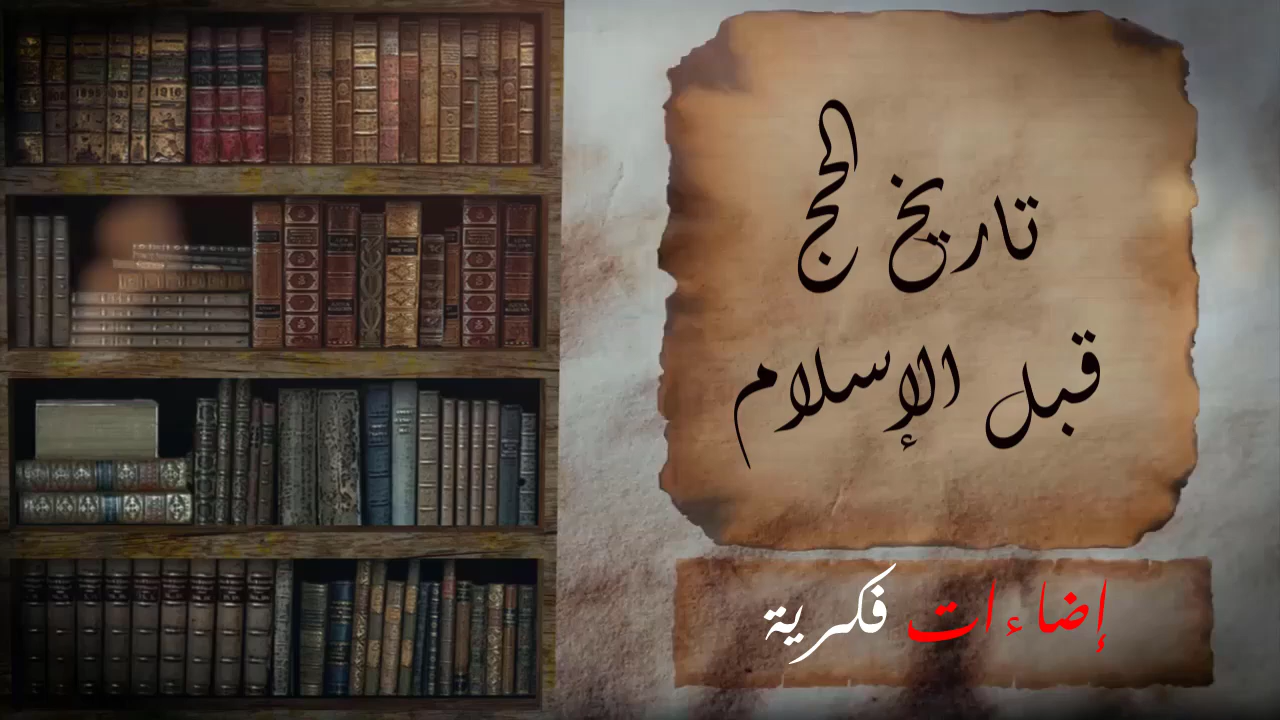 تاريخ الحج
قبل الإسلام
إضاءات فكرية